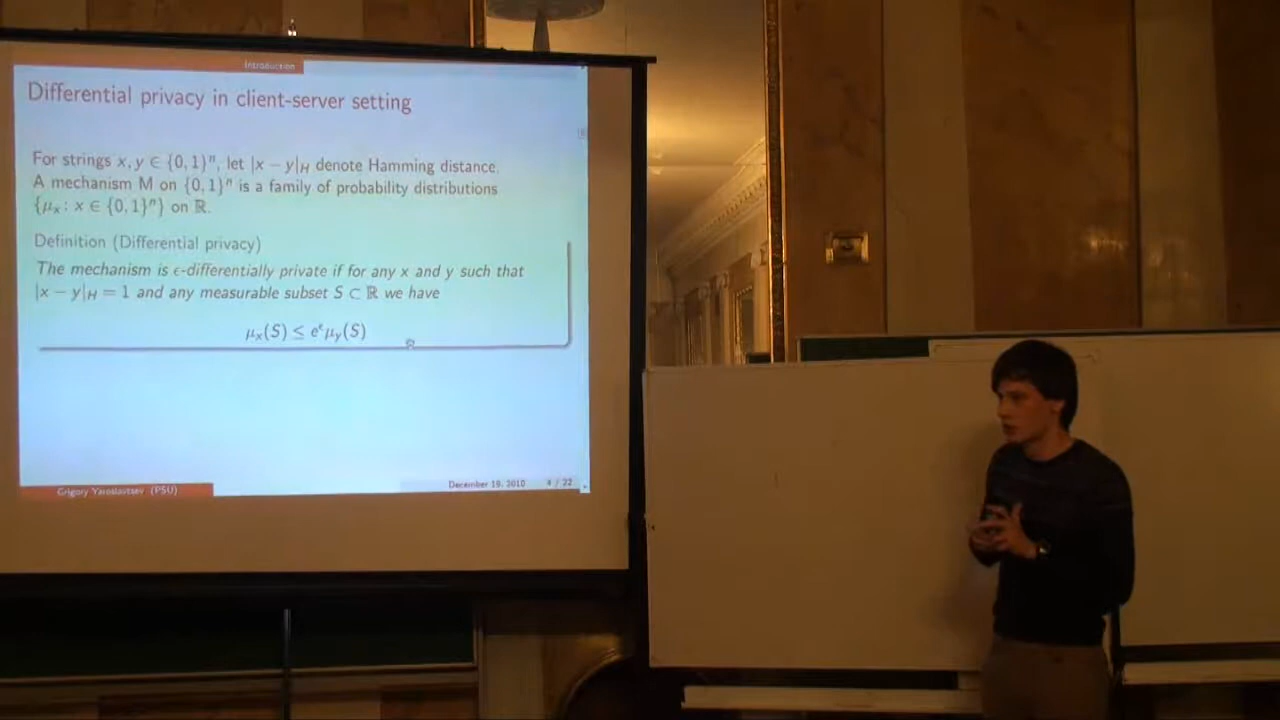 Introduction
Differential privacy in client-server setting
For strings x, y ∈ {0, 1}ⁿ, let |x − y|_H denote Hamming distance.
A mechanism M on {0, 1}ⁿ is a family of probability distributions
{μₓ : x ∈ {0, 1}ⁿ} on ℝ.
Definition (Differential privacy)
The mechanism is ϵ-differentially private if for any x and y such that
|x − y|_H = 1 and any measurable subset S ⊂ ℝ we have
μₓ(S) ≤ e^ϵ μ_y(S)
Grigory Yaroslavtsev (PSU)
December 19, 2010
/ 22